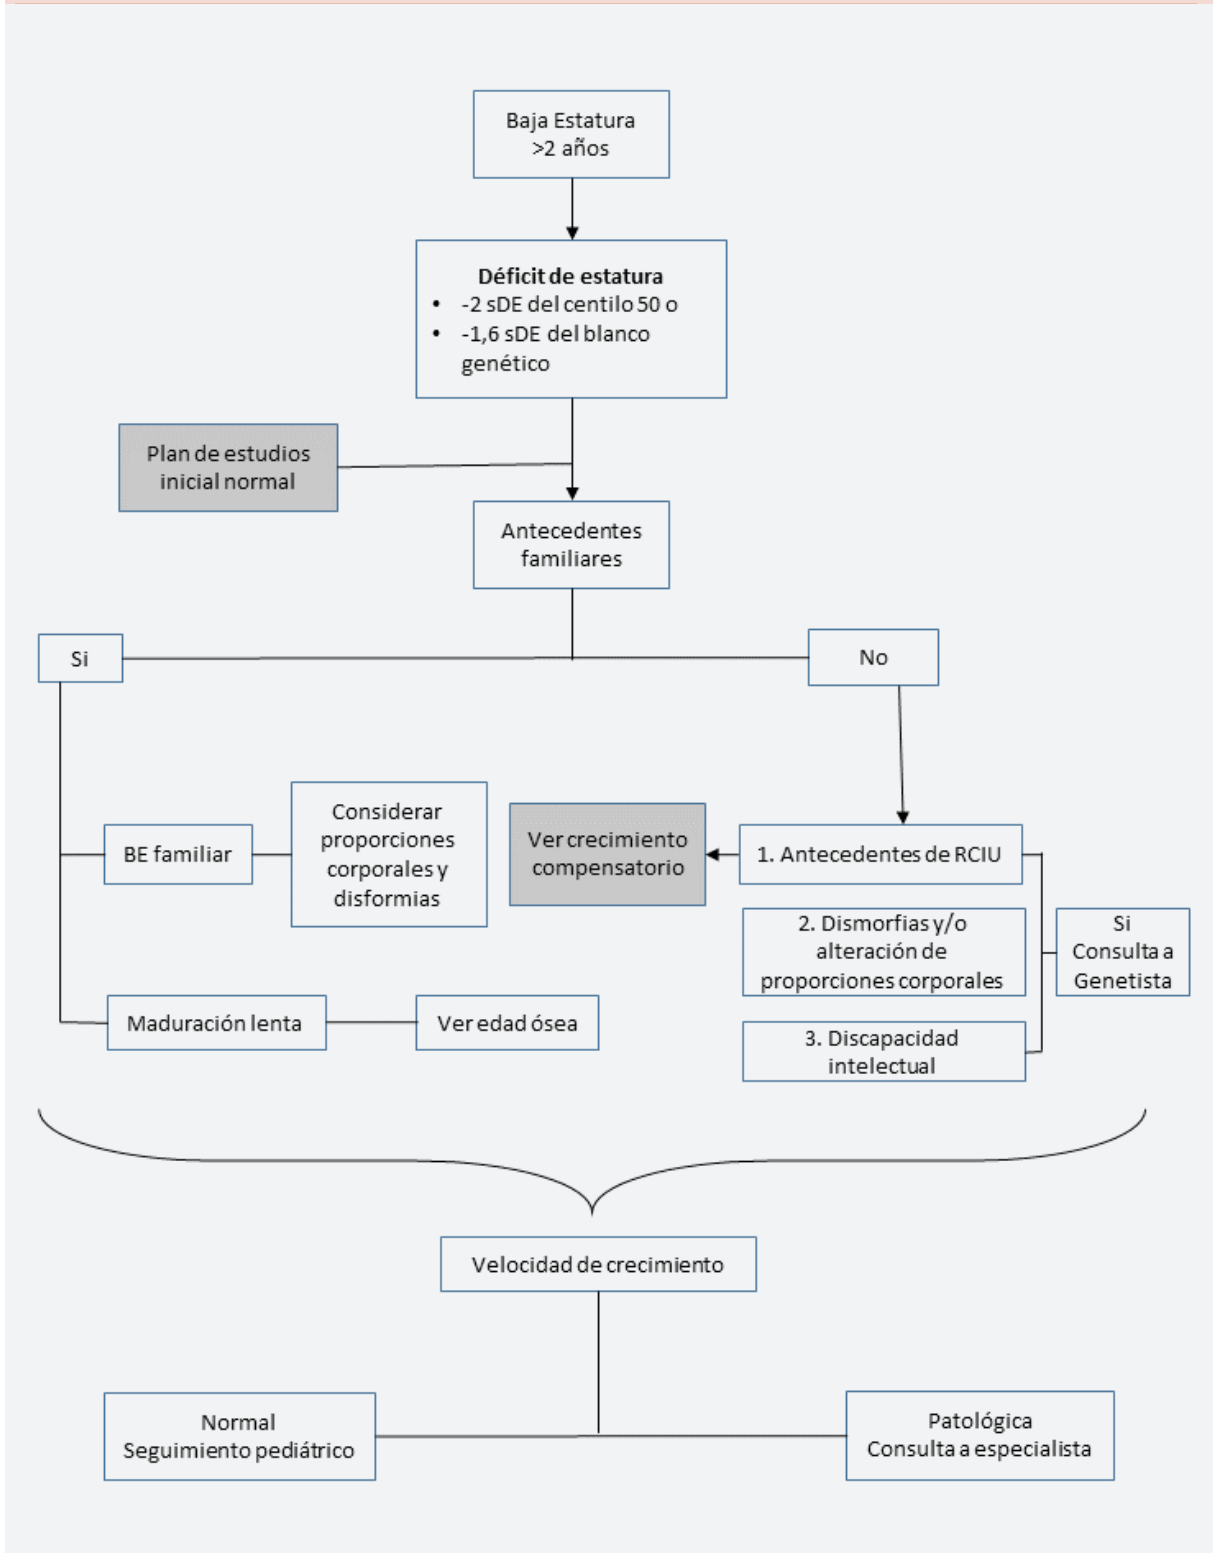 Baja Estatura
>2 años
Déficit de estatura
• -2 sDE del centilo 50 o
• -1,6 sDE del blanco
genético
Plan de estudios
inicial normal
Antecedentes
familiares
Si
No
BE familiar
Considerar
proporciones
corporales y
disformias
Ver crecimiento
compensatorio
1. Antecedentes de RCIU
2. Dismorfias y/o
alteración de
proporciones corporales
Si
Consulta a
Genetista
Maduración lenta
Ver edad ósea
3. Discapacidad
intelectual
Velocidad de crecimiento
Normal
Seguimiento pediátrico
Patológica
Consulta a especialista